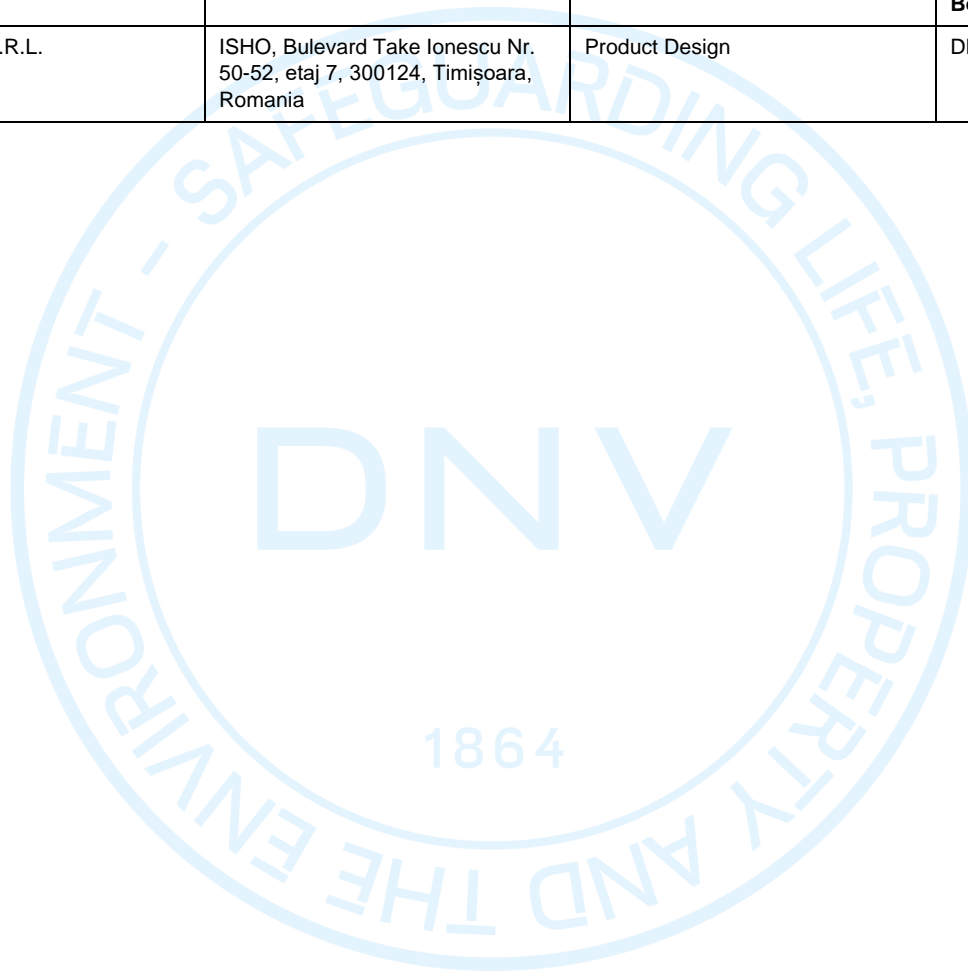 .R.L.
ISHO, Bulevard Take Ionescu Nr.
50-52, etaj 7, 300124, Timișoara,
Romania
Product Design
SAFEGUARDING LIFE, PROPERTY AND THE ENVIRONMENT -
DNV
1864